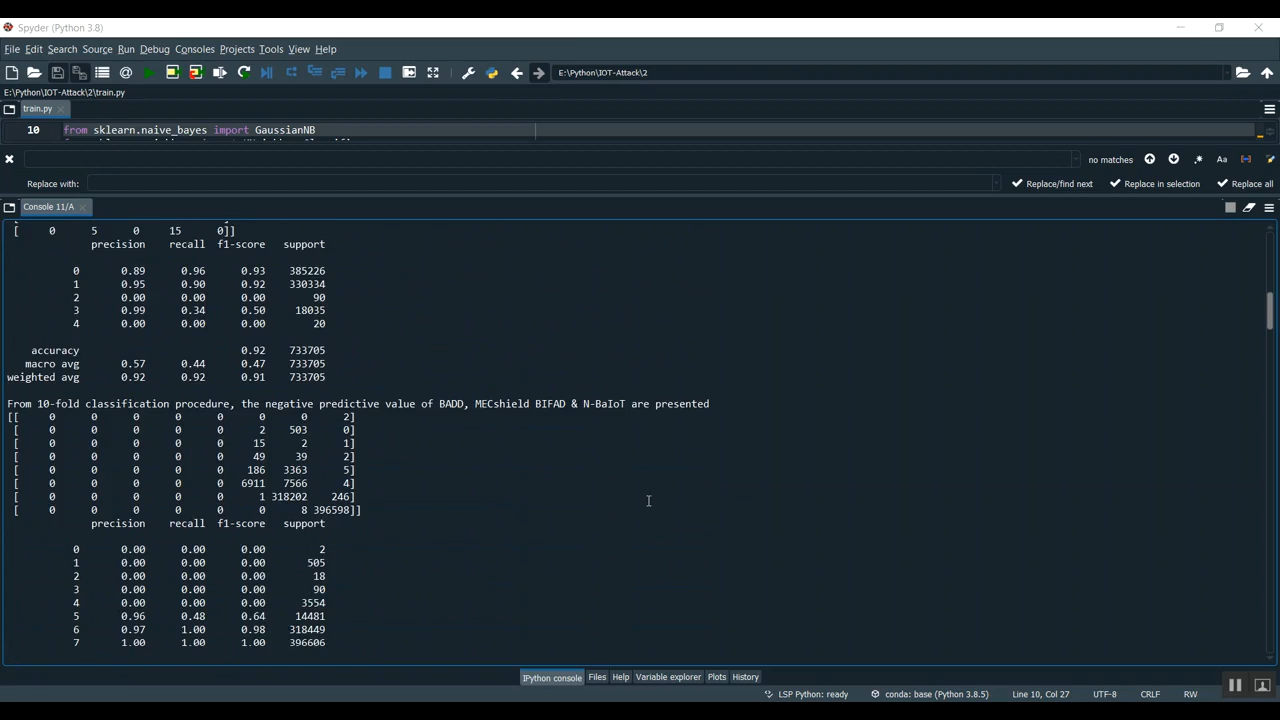 Spyder (Python 3.8)
File Edit Search Source Run Debug Consoles Projects Tools View Help
E:\Python\IOT-Attack\2
E:\Python\IOT-Attack\2\train.py
train.py
10 from sklearn.naive_bayes import GaussianNB
no matches Aa
Replace with: Replace/find next Replace in selection Replace all
Console 11/A
[ 0 5 0 15 0]]
precision recall f1-score support
0 0.89 0.96 0.93 385226
1 0.95 0.90 0.92 330334
2 0.00 0.00 0.00 90
3 0.99 0.34 0.50 18035
4 0.00 0.00 0.00 20
accuracy 0.92 733705
macro avg 0.57 0.44 0.47 733705
weighted avg 0.92 0.92 0.91 733705
From 10-fold classification procedure, the negative predictive value of BADD, MECshield BIFAD & N-BaIoT are presented
[[ 0 0 0 0 0 0 0 2]
[ 0 0 0 0 0 2 503 0]
[ 0 0 0 0 0 15 2 1]
[ 0 0 0 0 0 49 39 2]
[ 0 0 0 0 0 186 3363 5]
[ 0 0 0 0 0 6911 7566 4]
[ 0 0 0 0 0 1 318202 246]
[ 0 0 0 0 0 0 8 396598]]
precision recall f1-score support
0 0.00 0.00 0.00 2
1 0.00 0.00 0.00 505
2 0.00 0.00 0.00 18
3 0.00 0.00 0.00 90
4 0.00 0.00 0.00 3554
5 0.96 0.48 0.64 14481
6 0.97 1.00 0.98 318449
7 1.00 1.00 1.00 396606
IPython console Files Help Variable explorer Plots History
LSP Python: ready conda: base (Python 3.8.5) Line 10, Col 27 UTF-8 CRLF RW